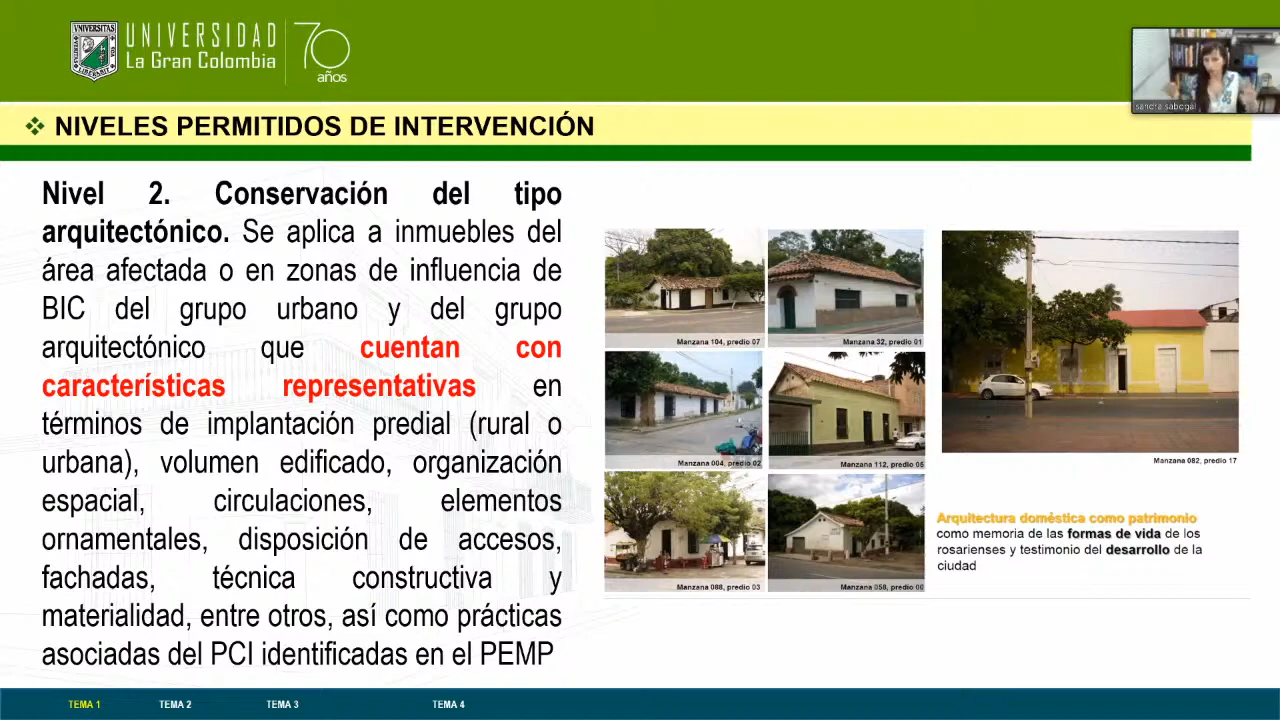 UNIVERSIDAD
La Gran Colombia
70
años
VNIVERSITAS
sandra sabogal
❖ NIVELES PERMITIDOS DE INTERVENCIÓN
Nivel 2. Conservación del tipo
arquitectónico. Se aplica a inmuebles del
área afectada o en zonas de influencia de
BIC del grupo urbano y del grupo
arquitectónico que cuentan con
características representativas en
términos de implantación predial (rural o
urbana), volumen edificado, organización
espacial, circulaciones, elementos
ornamentales, disposición de accesos,
fachadas, técnica constructiva y
materialidad, entre otros, así como prácticas
asociadas del PCI identificadas en el PEMP
Manzana 104, predio 07
Manzana 32, predio 01
Manzana 004, predio 02
Manzana 112, predio 05
Manzana 088, predio 03
Manzana 058, predio 00
Manzana 082, predio 17
Arquitectura doméstica como patrimonio
como memoria de las formas de vida de los
rosarienses y testimonio del desarrollo de la
ciudad
TEMA 1
TEMA 2
TEMA 3
TEMA 4